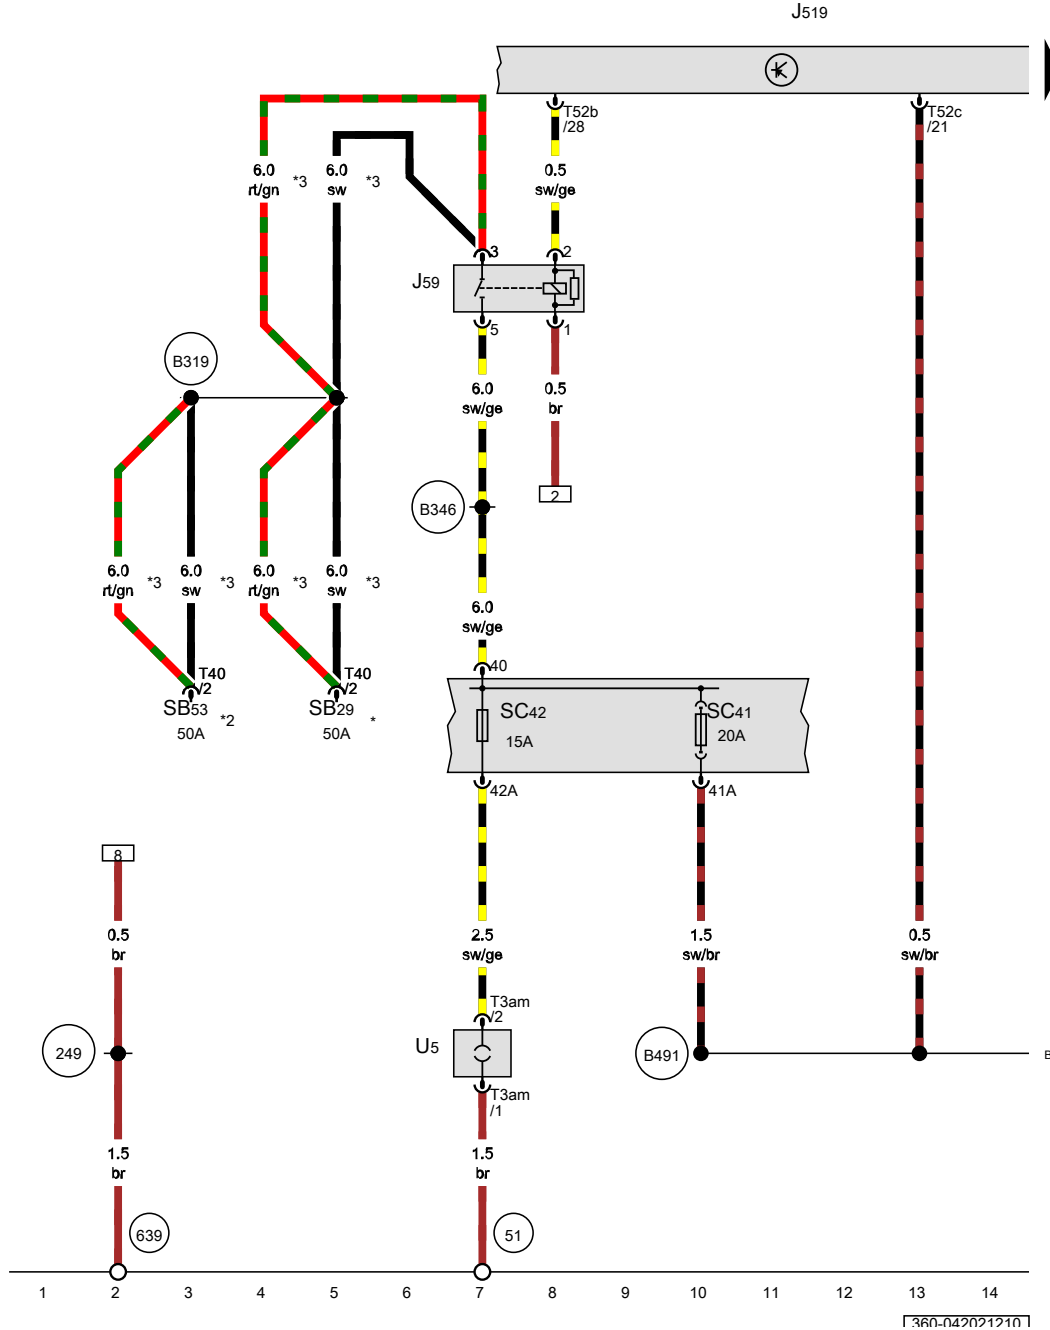 J519
T52b
/28
T52c
/21
6.0
rt/gn
*3
6.0
sw
*3
0.5
sw/ge
3
2
J59
5
1
B319
6.0
sw/ge
0.5
br
2
B346
6.0
rt/gn
*3
6.0
sw
*3
6.0
rt/gn
*3
6.0
sw
*3
6.0
sw/ge
40
T40
/2
SB53
50A
*2
T40
/2
SB29
50A
*
SC42
15A
SC41
20A
42A
41A
8
0.5
br
2.5
sw/ge
1.5
sw/br
0.5
sw/br
T3am
/2
249
U5
B491
B
T3am
/1
1.5
br
1.5
br
639
51
1 2 3 4 5 6 7 8 9 10 11 12 13 14
360-042021210